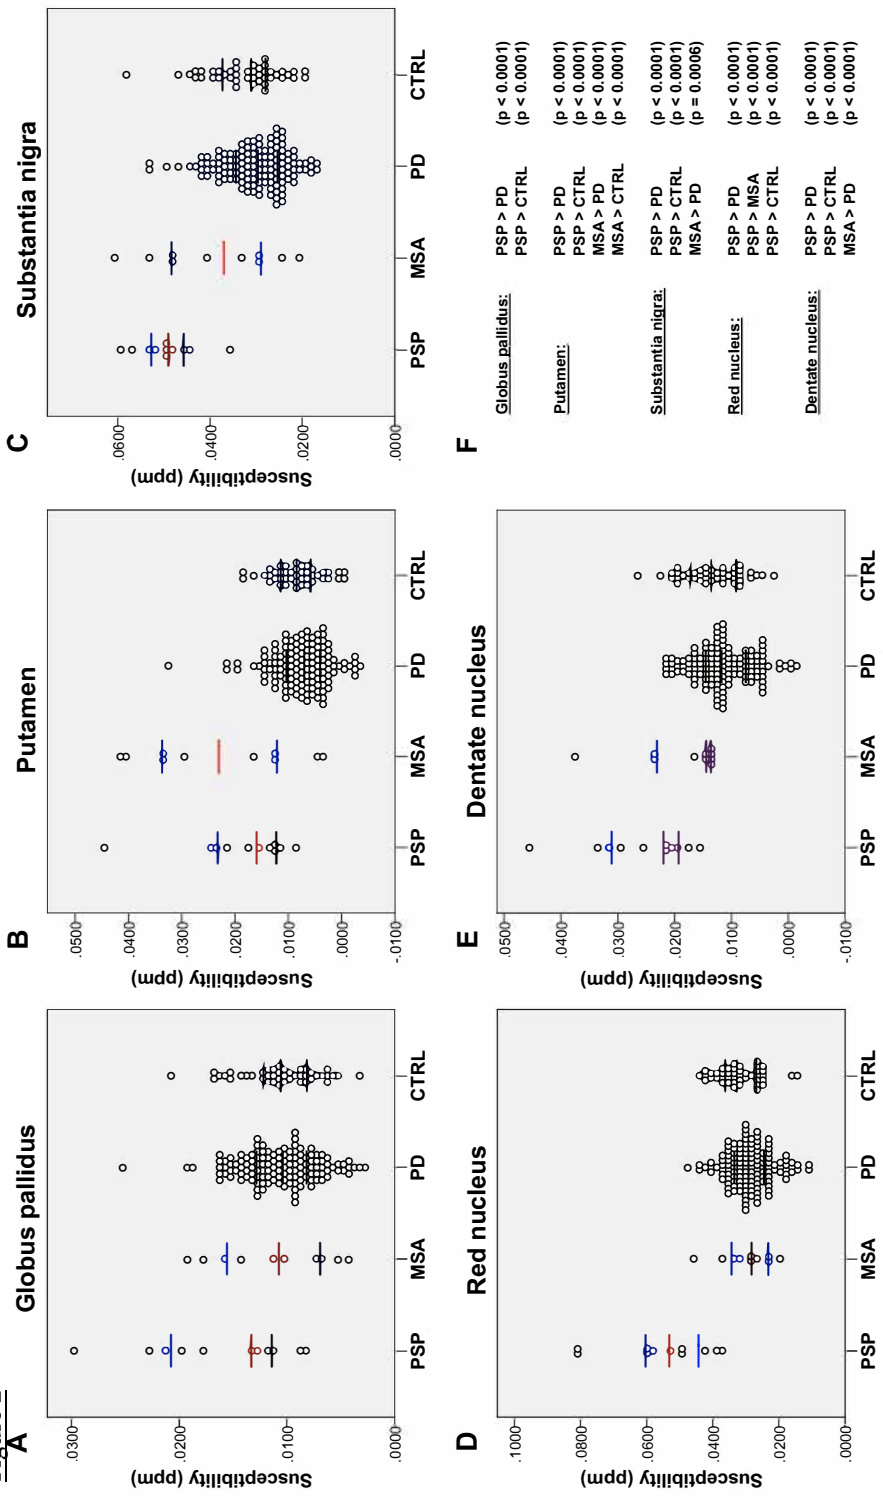 A
Globus pallidus
Susceptibility (ppm)
.0300
.0200
.0100
.0000
PSP MSA PD CTRL
B
Putamen
Susceptibility (ppm)
.0500
.0400
.0300
.0200
.0100
.0000
-.0100
PSP MSA PD CTRL
C
Substantia nigra
Susceptibility (ppm)
.0600
.0400
.0200
.0000
PSP MSA PD CTRL
D
Red nucleus
Susceptibility (ppm)
.1000
.0800
.0600
.0400
.0200
.0000
PSP MSA PD CTRL
E
Dentate nucleus
Susceptibility (ppm)
.0500
.0400
.0300
.0200
.0100
.0000
-.0100
PSP MSA PD CTRL
F
Globus pallidus: PSP > PD (p < 0.0001)
PSP > CTRL (p < 0.0001)
Putamen: PSP > PD (p < 0.0001)
PSP > CTRL (p < 0.0001)
MSA > PD (p < 0.0001)
MSA > CTRL (p < 0.0001)
Substantia nigra: PSP > PD (p < 0.0001)
PSP > CTRL (p < 0.0001)
MSA > PD (p = 0.0006)
Red nucleus: PSP > PD (p < 0.0001)
PSP > MSA (p < 0.0001)
PSP > CTRL (p < 0.0001)
Dentate nucleus: PSP > PD (p < 0.0001)
PSP > CTRL (p < 0.0001)
MSA > PD (p < 0.0001)